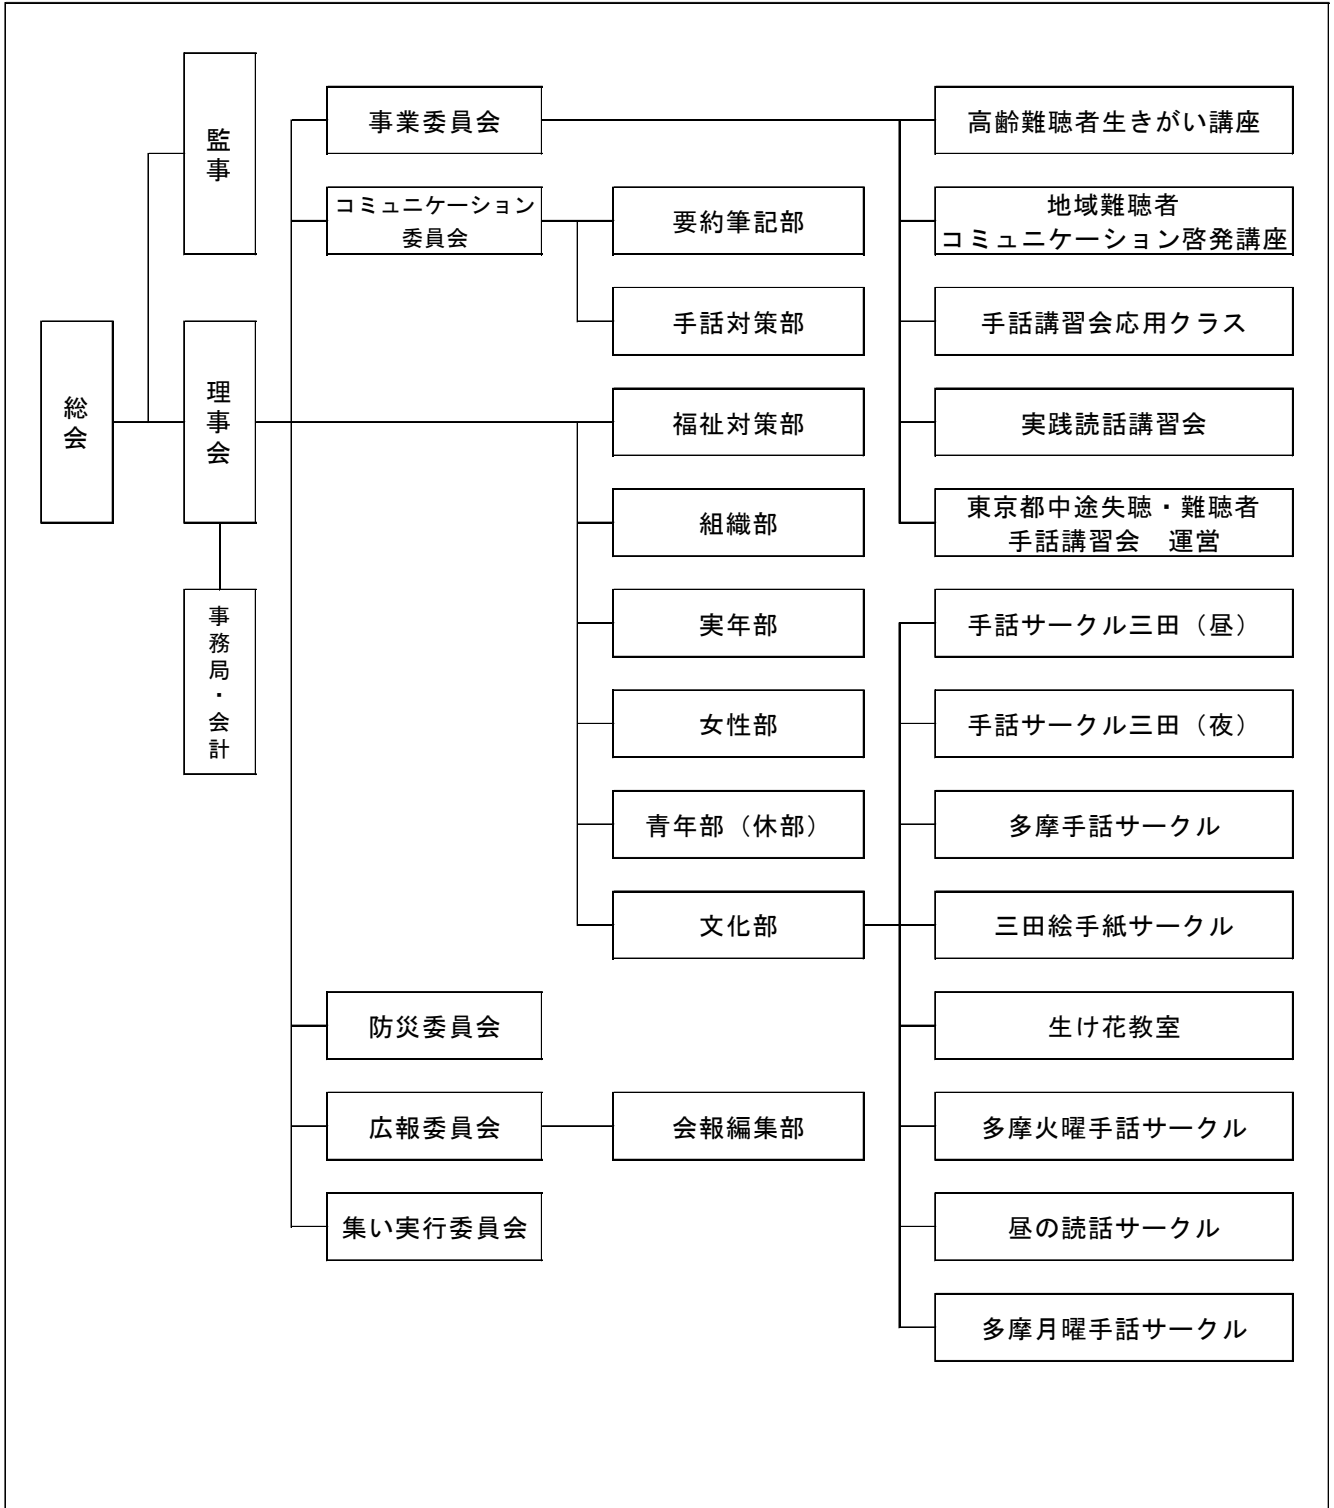 監事
総会
理事会
事務局・会計
事業委員会
コミュニケーション
委員会
要約筆記部
手話対策部
福祉対策部
組織部
実年部
女性部
青年部（休部）
文化部
防災委員会
広報委員会
会報編集部
集い実行委員会
高齢難聴者生きがい講座
地域難聴者
コミュニケーション啓発講座
手話講習会応用クラス
実践読話講習会
東京都中途失聴・難聴者
手話講習会　運営
手話サークル三田（昼）
手話サークル三田（夜）
多摩手話サークル
三田絵手紙サークル
生け花教室
多摩火曜手話サークル
昼の読話サークル
多摩月曜手話サークル